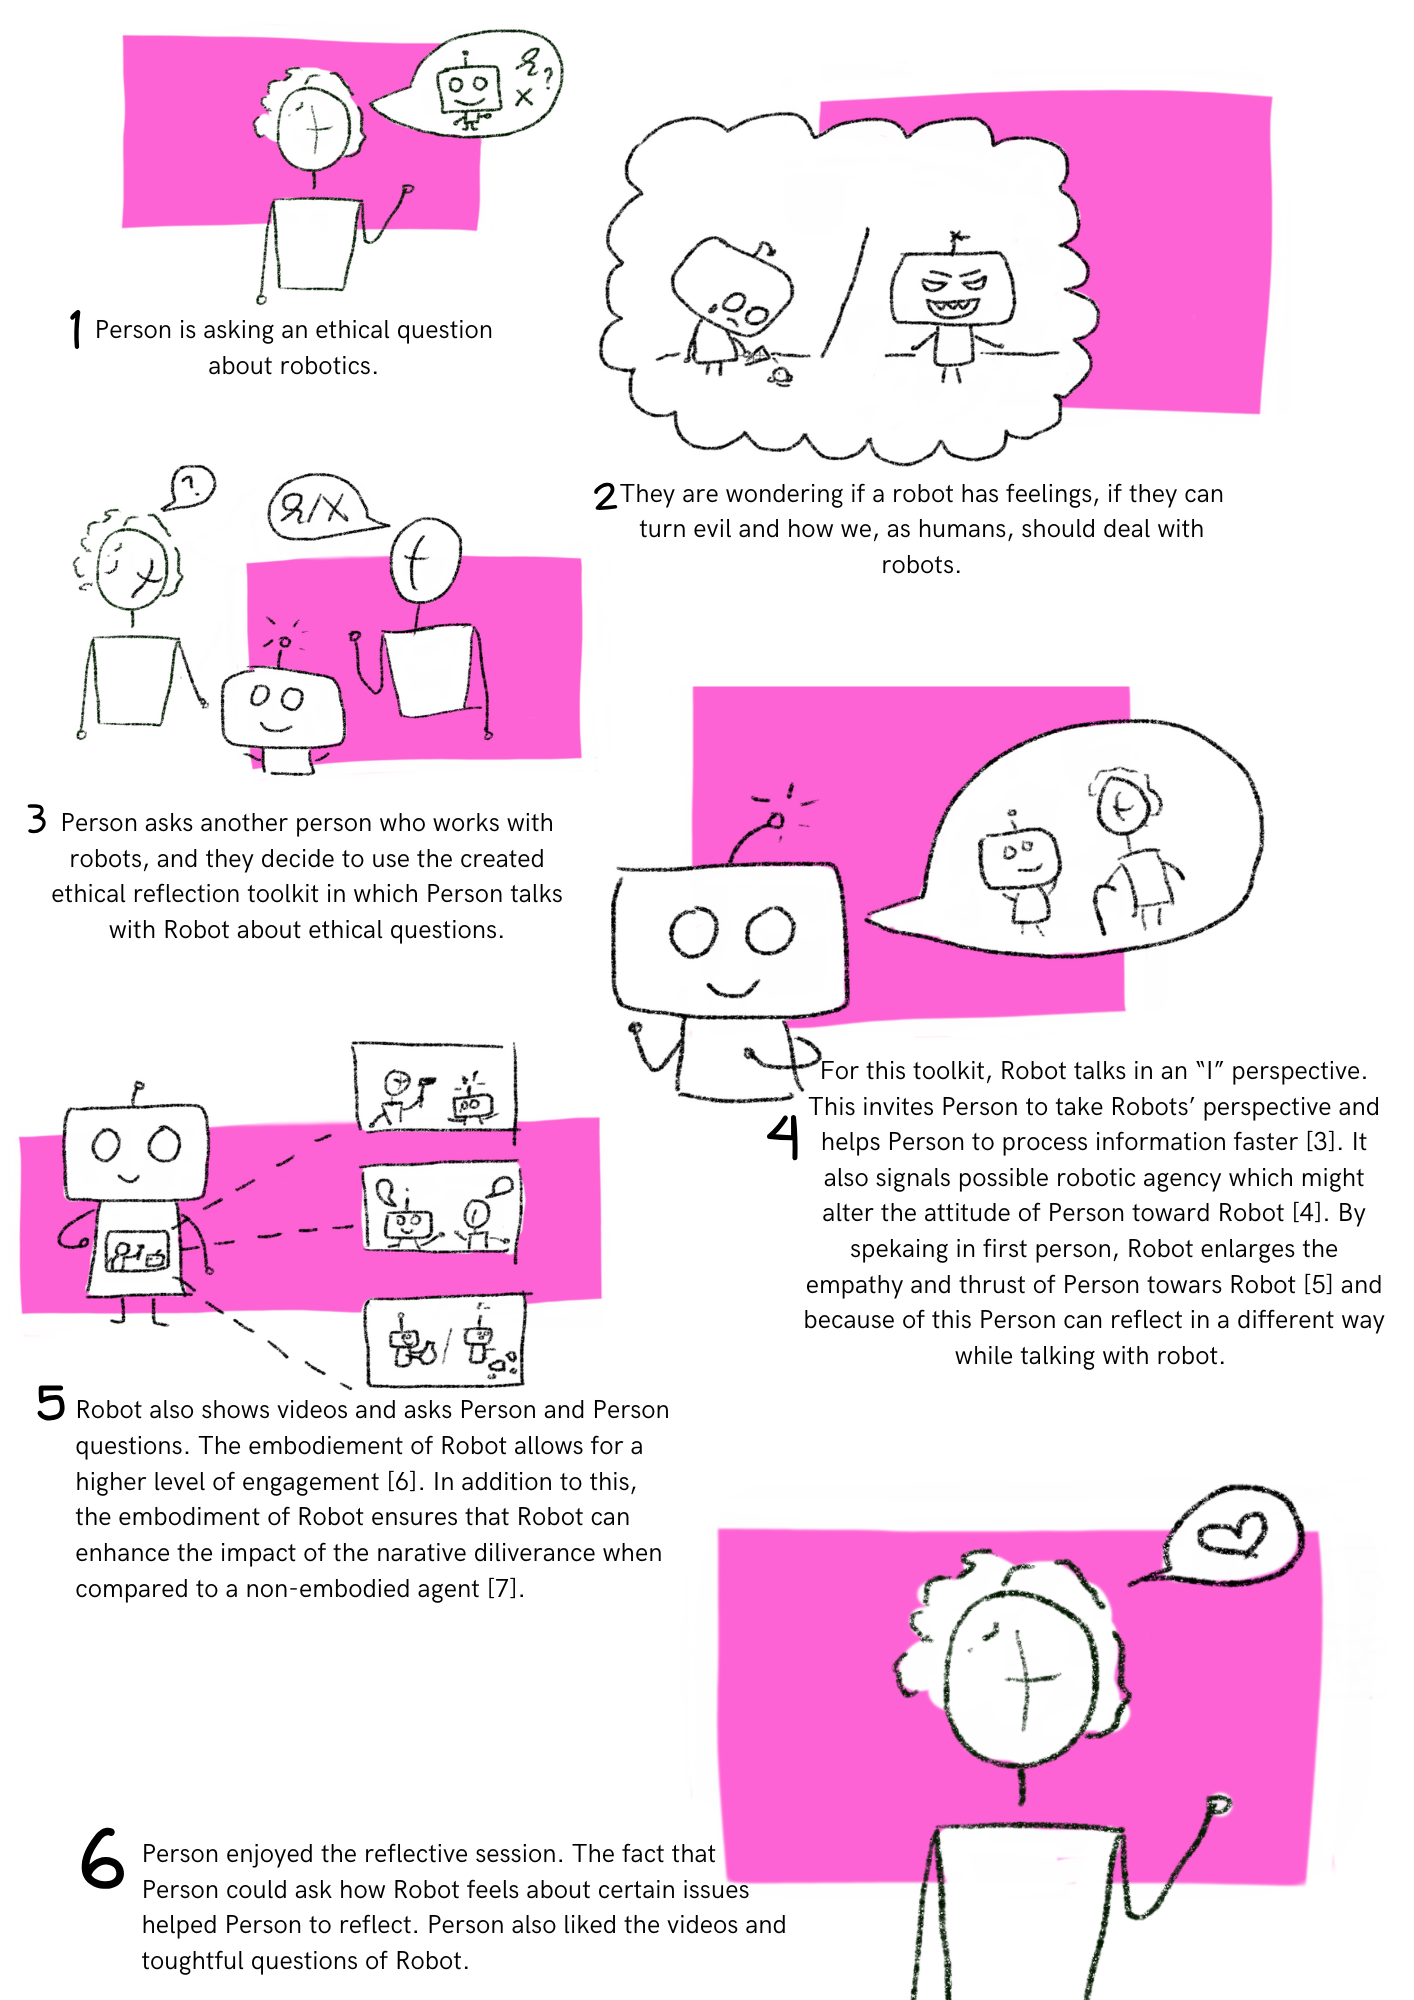 ?
x
1 Person is asking an ethical question
about robotics.
2 They are wondering if a robot has feelings, if they can
turn evil and how we, as humans, should deal with
robots.
?
3 Person asks another person who works with
robots, and they decide to use the created
ethical reflection toolkit in which Person talks
with Robot about ethical questions.
4 For this toolkit, Robot talks in an “I” perspective.
This invites Person to take Robots’ perspective and
helps Person to process information faster [3]. It
also signals possible robotic agency which might
alter the attitude of Person toward Robot [4]. By
spekaing in first person, Robot enlarges the
empathy and thrust of Person towars Robot [5] and
because of this Person can reflect in a different way
while talking with robot.
5 Robot also shows videos and asks Person and Person
questions. The embodiement of Robot allows for a
higher level of engagement [6]. In addition to this,
the embodiment of Robot ensures that Robot can
enhance the impact of the narative diliverance when
compared to a non-embodied agent [7].
6 Person enjoyed the reflective session. The fact that
Person could ask how Robot feels about certain issues
helped Person to reflect. Person also liked the videos and
toughtful questions of Robot.